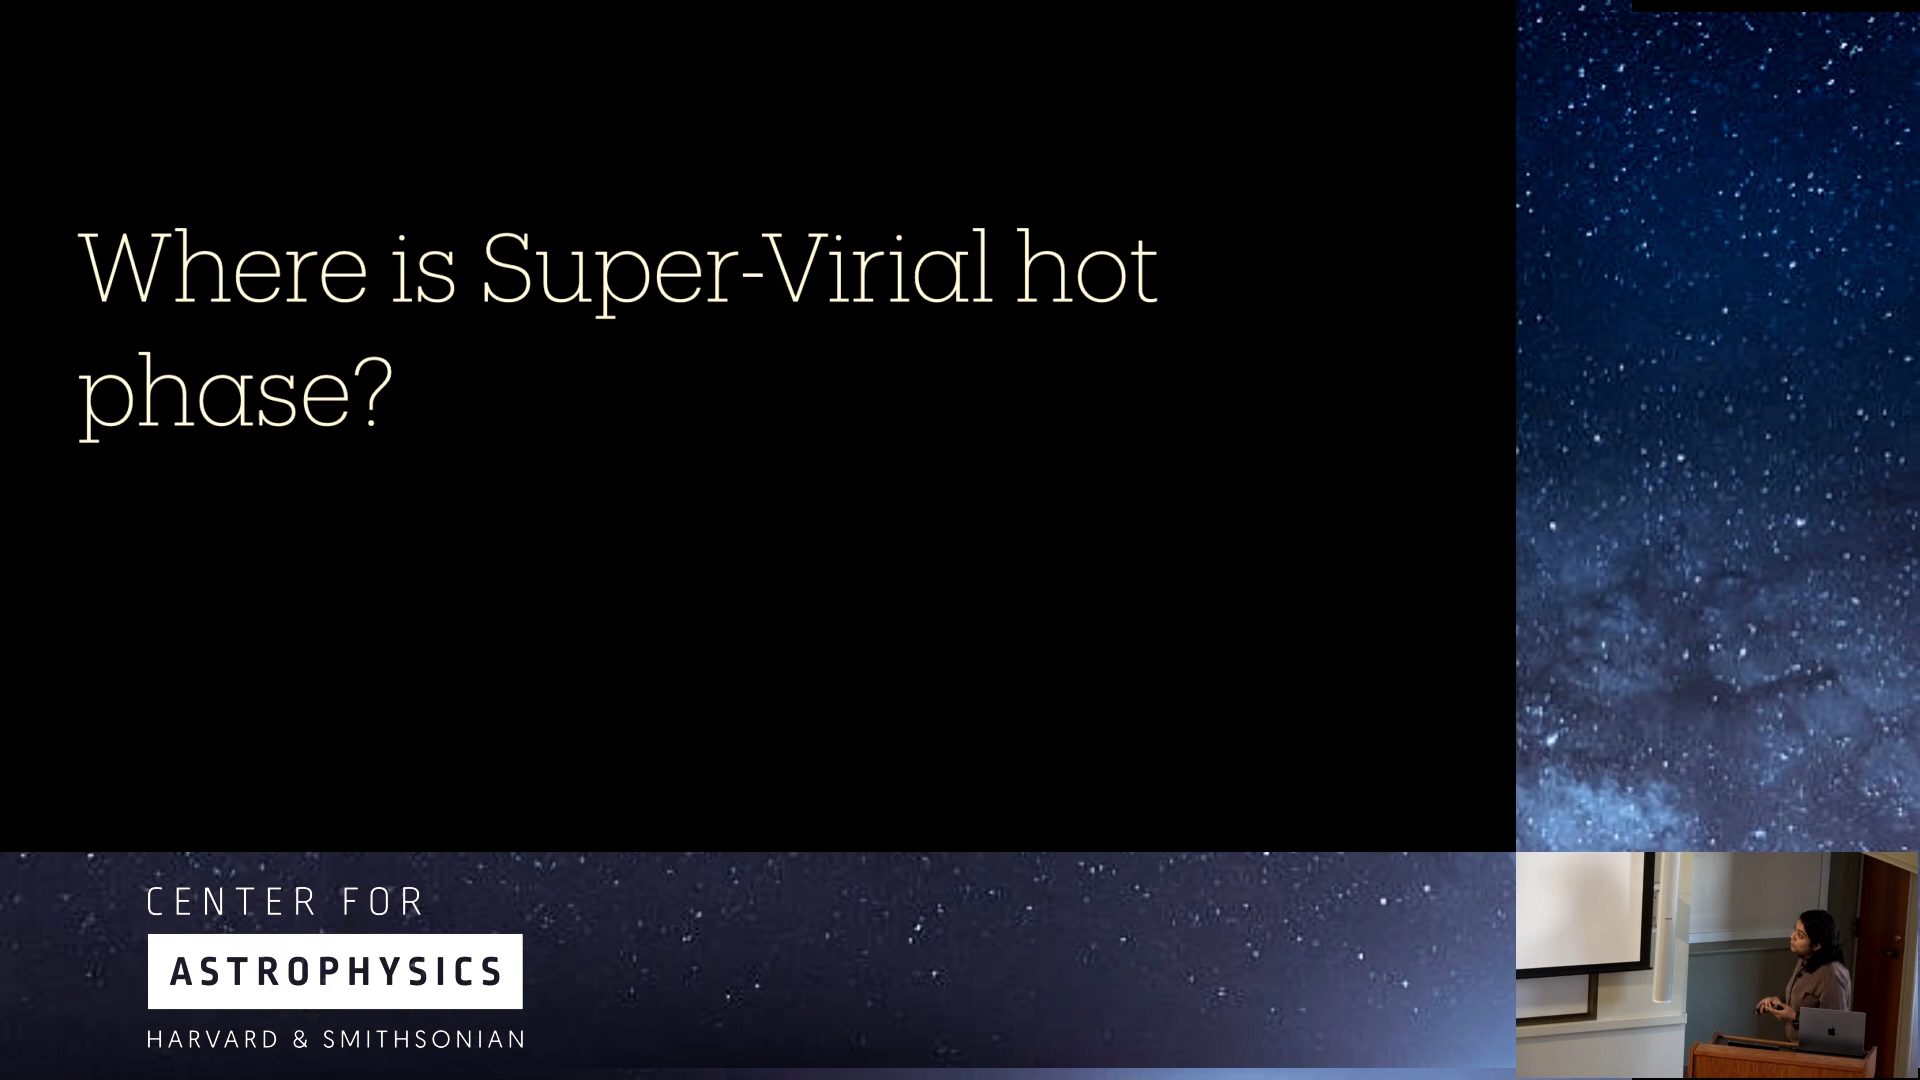 Where is Super-Virial hot
phase?
CENTER FOR
ASTROPHYSICS
HARVARD & SMITHSONIAN